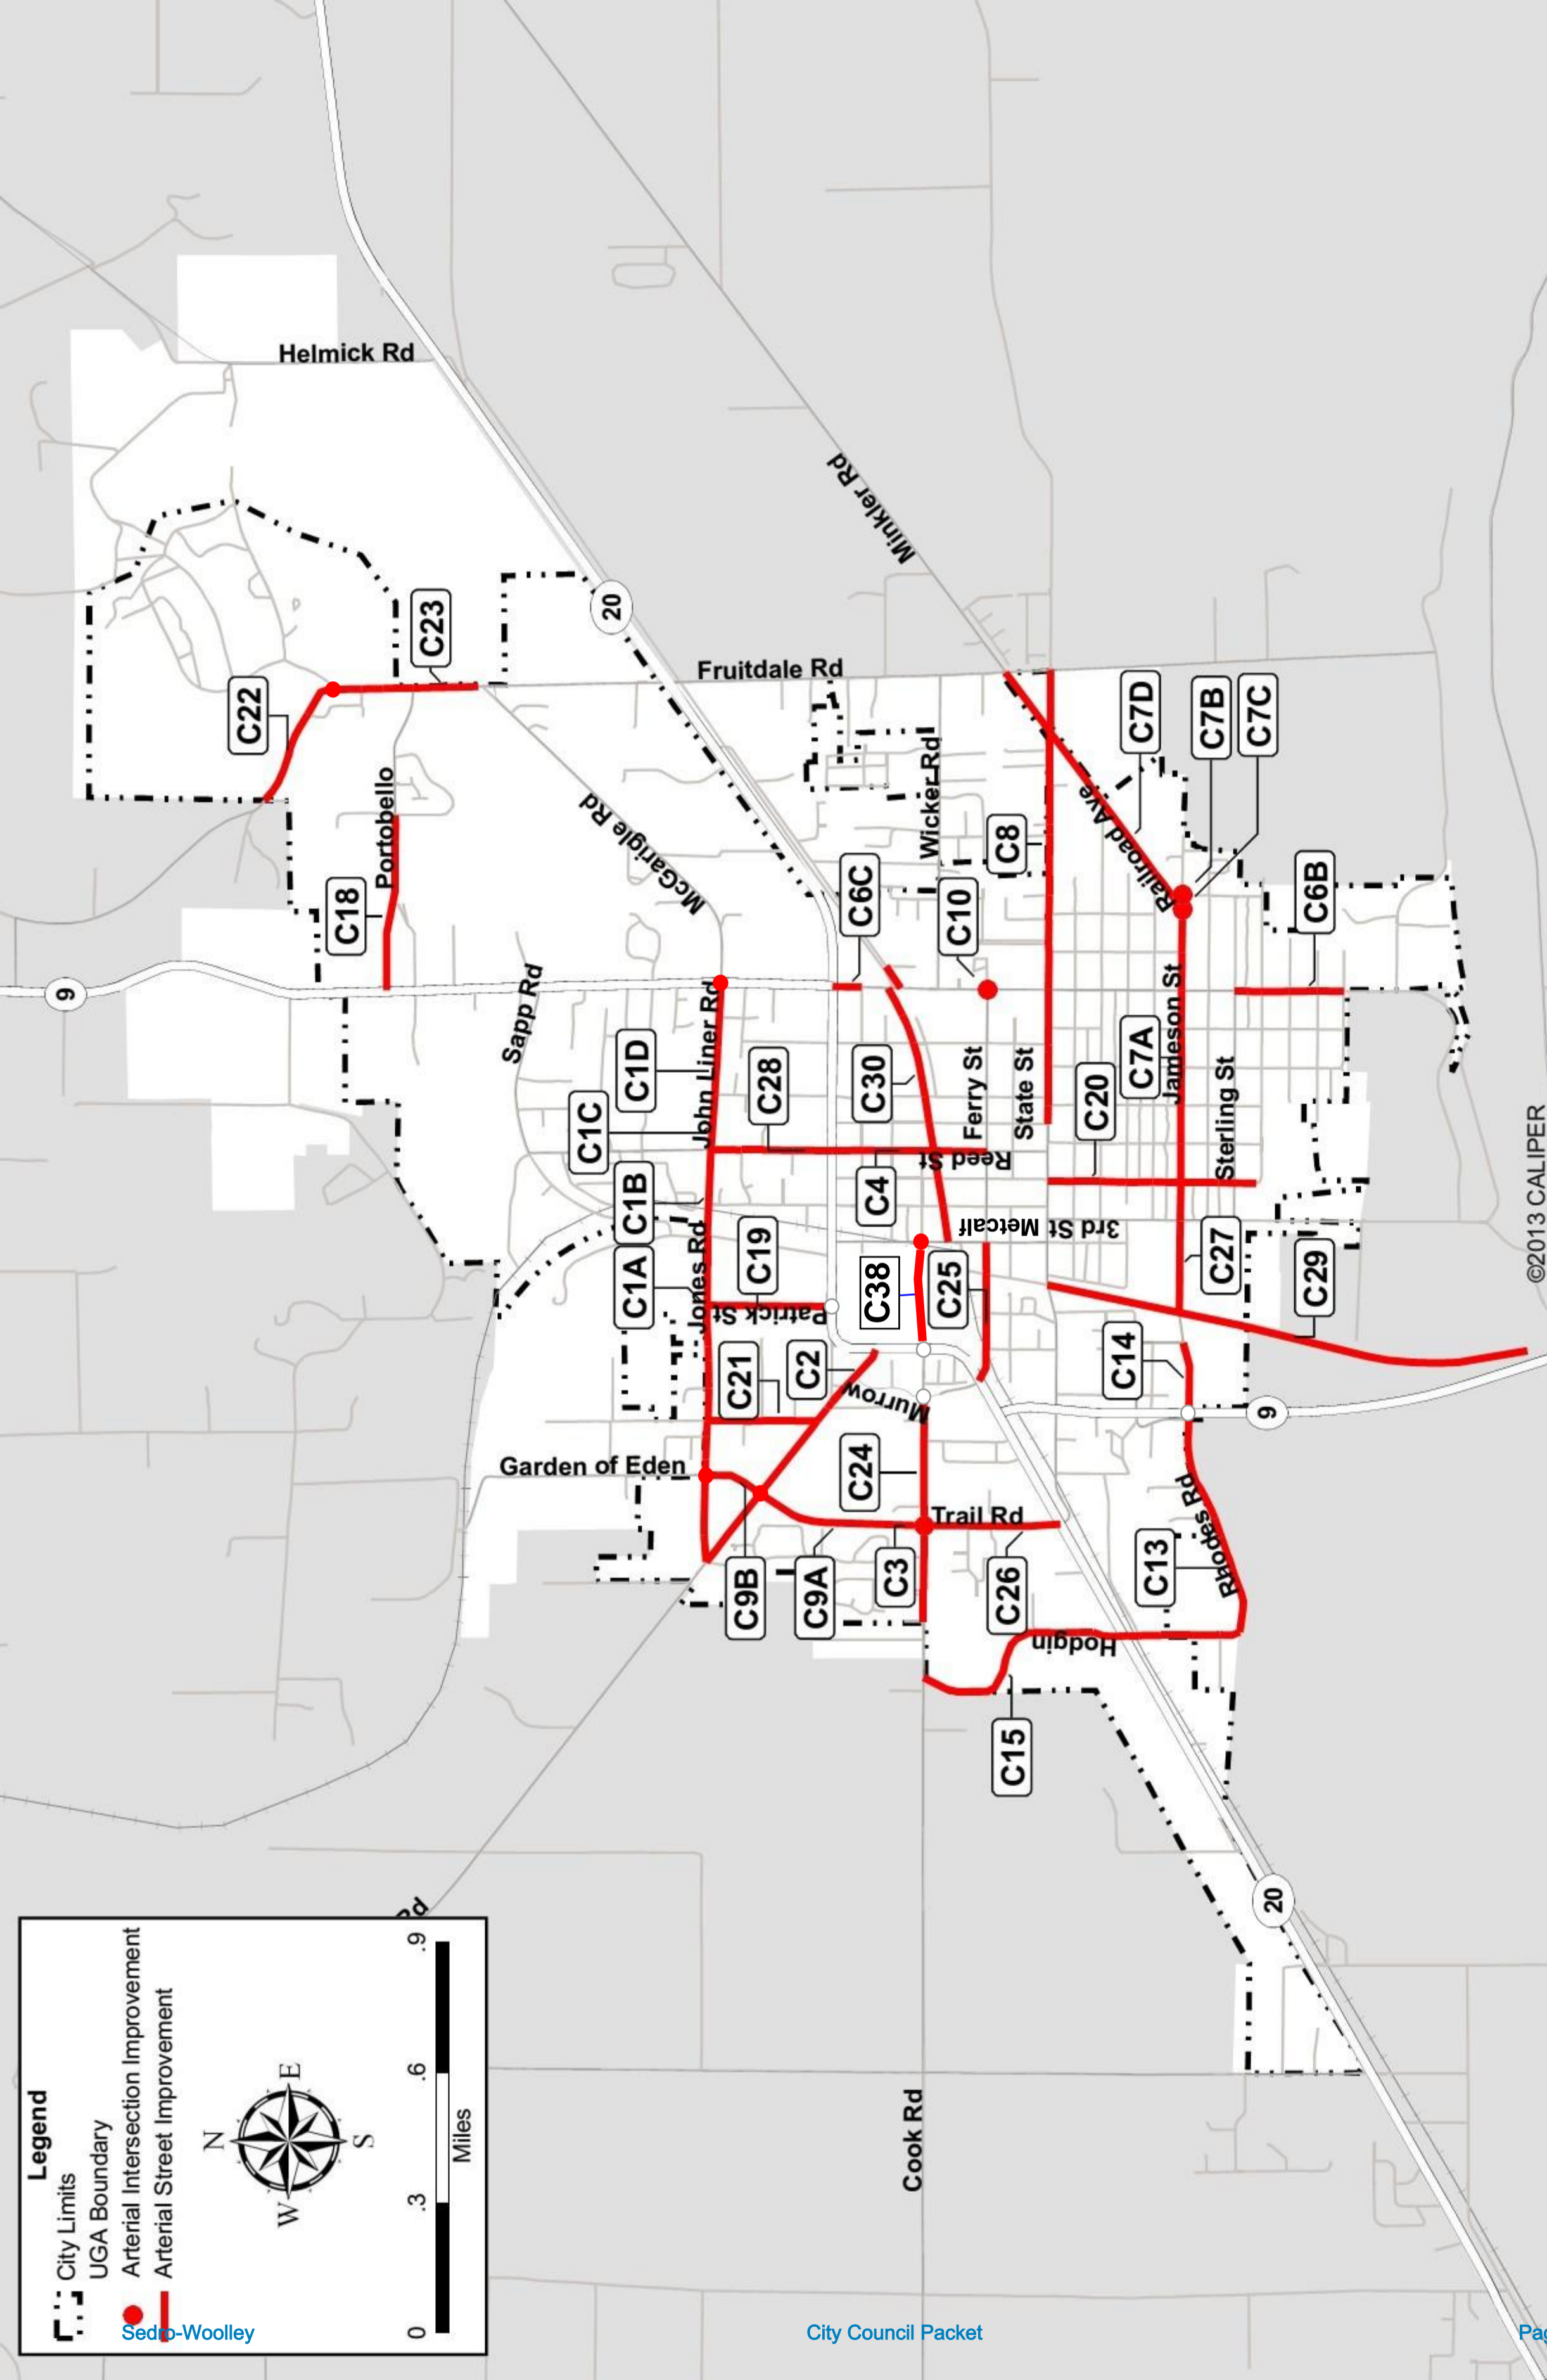 Helmick Rd
C22
C23
20
Fruitdale Rd
Minkler Rd
Portobello
C18
McGarigle Rd
Wicker Rd
C8
C7D
C7B
C7C
Railroad Ave
C6C
C10
C6B
9
Sapp Rd
John Liner Rd
C1D
C1C
C28
C30
Ferry St
State St
C20
C7A
Jameson St
Sterling St
Reed St
C4
C1B
C1A
Jones Rd
C19
Patrick St
C38
C25
Metcalf
3rd St
C27
C29
C21
C2
Murrow
C14
9
Garden of Eden
C24
Trail Rd
Rhodes Rd
C9B
C9A
C3
C26
C13
Hodgin
C15
20
Rd
Cook Rd
©2013 CALIPER
Legend
City Limits
UGA Boundary
Arterial Intersection Improvement
Arterial Street Improvement
N
W
E
S
0
.3
.6
.9
Miles
Sedro-Woolley
City Council Packet